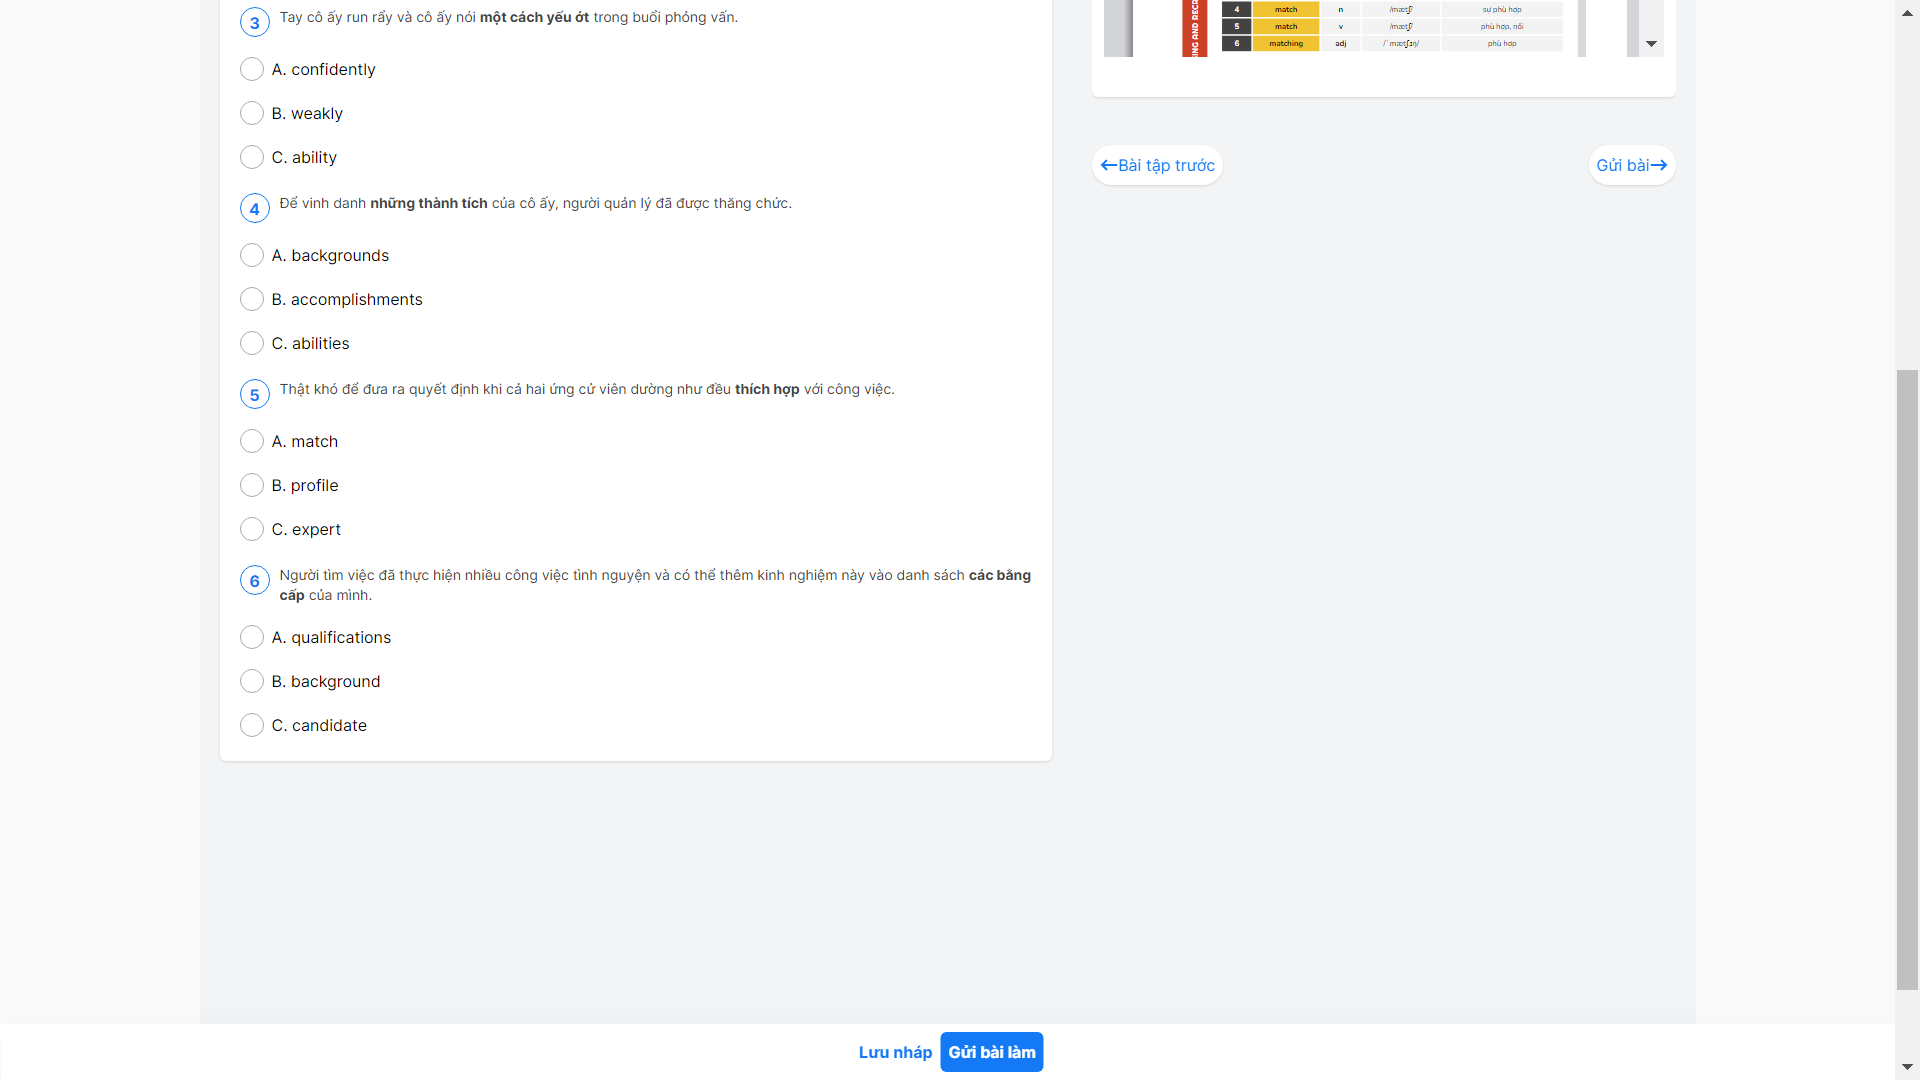 3 Tay cô ấy run rẩy và cô ấy nói một cách yếu ớt trong buổi phỏng vấn.
A. confidently
B. weakly
C. ability
4 Để vinh danh những thành tích của cô ấy, người quản lý đã được thăng chức.
A. backgrounds
B. accomplishments
C. abilities
5 Thật khó để đưa ra quyết định khi cả hai ứng cử viên dường như đều thích hợp với công việc.
A. match
B. profile
C. expert
6 Người tìm việc đã thực hiện nhiều công việc tình nguyện và có thể thêm kinh nghiệm này vào danh sách các bằng
cấp của mình.
A. qualifications
B. background
C. candidate
4 match n /mætʃ/ sự phù hợp
5 match v /mætʃ/ phù hợp, nối
6 matching adj /ˈmætʃɪŋ/ phù hợp
←Bài tập trước
Gửi bài→
Lưu nháp
Gửi bài làm